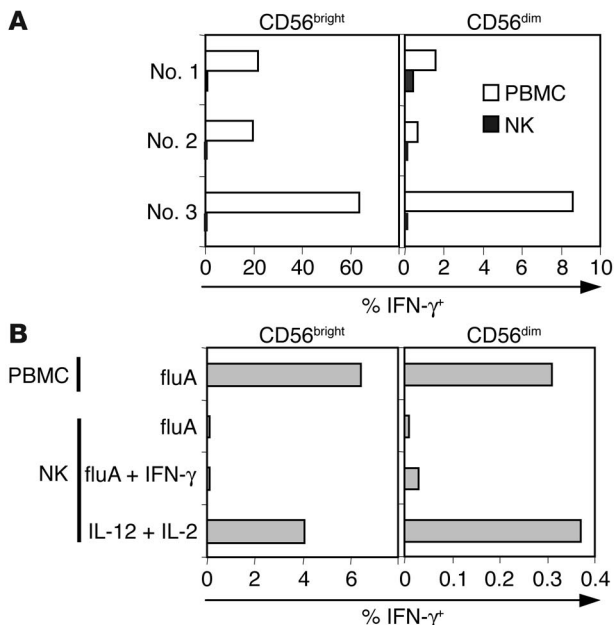 A
CD56bright CD56dim
No. 1
PBMC
NK
No. 2
No. 3
0 20 40 60 0 2 4 6 8 10
% IFN-γ+
B
CD56bright CD56dim
PBMC fluA
fluA
NK fluA + IFN-γ
IL-12 + IL-2
0 2 4 6 0 0.1 0.2 0.3 0.4
% IFN-γ+